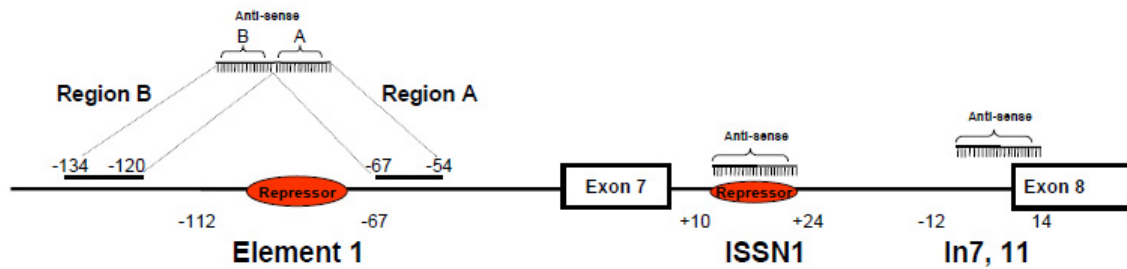 Anti-sense
B A
Region B Region A
Anti-sense
Anti-sense
-134 -120 -67 -54
Repressor Exon 7 Repressor Exon 8
-112 -67 +10 +24 -12 14
Element 1 ISSN1 In7, 11